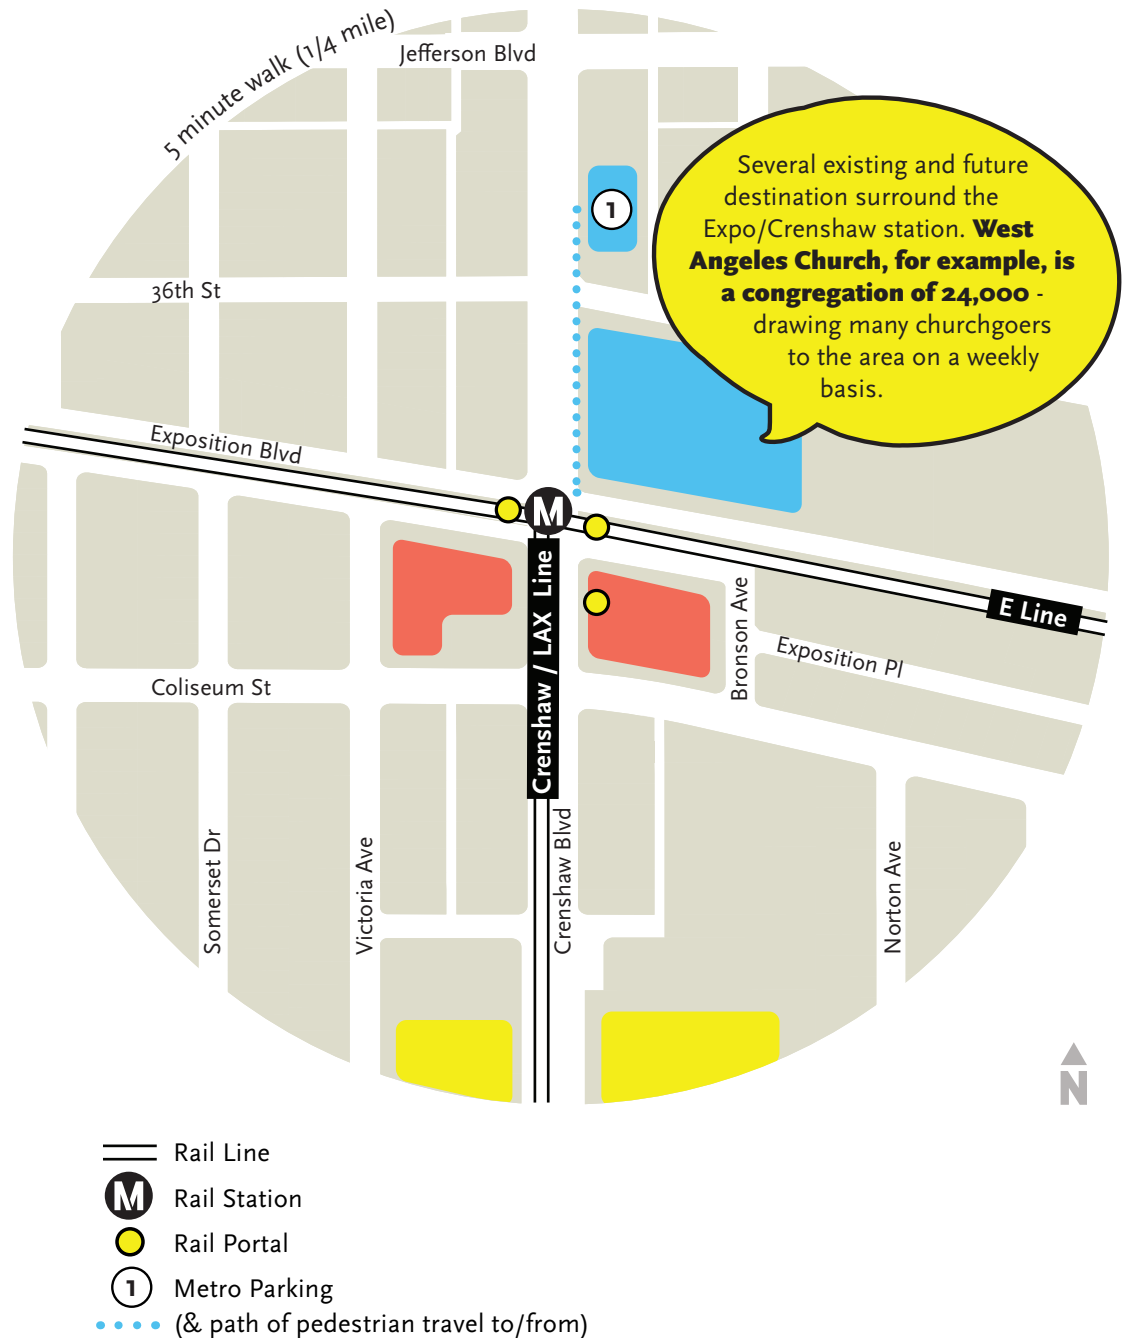 5 minute walk (1/4 mile)
Jefferson Blvd
Several existing and future
destination surround the
Expo/Crenshaw station. West
Angeles Church, for example, is
a congregation of 24,000 -
drawing many churchgoers
to the area on a weekly
basis.
1
36th St
Exposition Blvd
M
Crenshaw / LAX Line
E Line
Bronson Ave
Exposition Pl
Coliseum St
Somerset Dr
Victoria Ave
Crenshaw Blvd
Norton Ave
N
Rail Line
M Rail Station
Rail Portal
1 Metro Parking
(& path of pedestrian travel to/from)